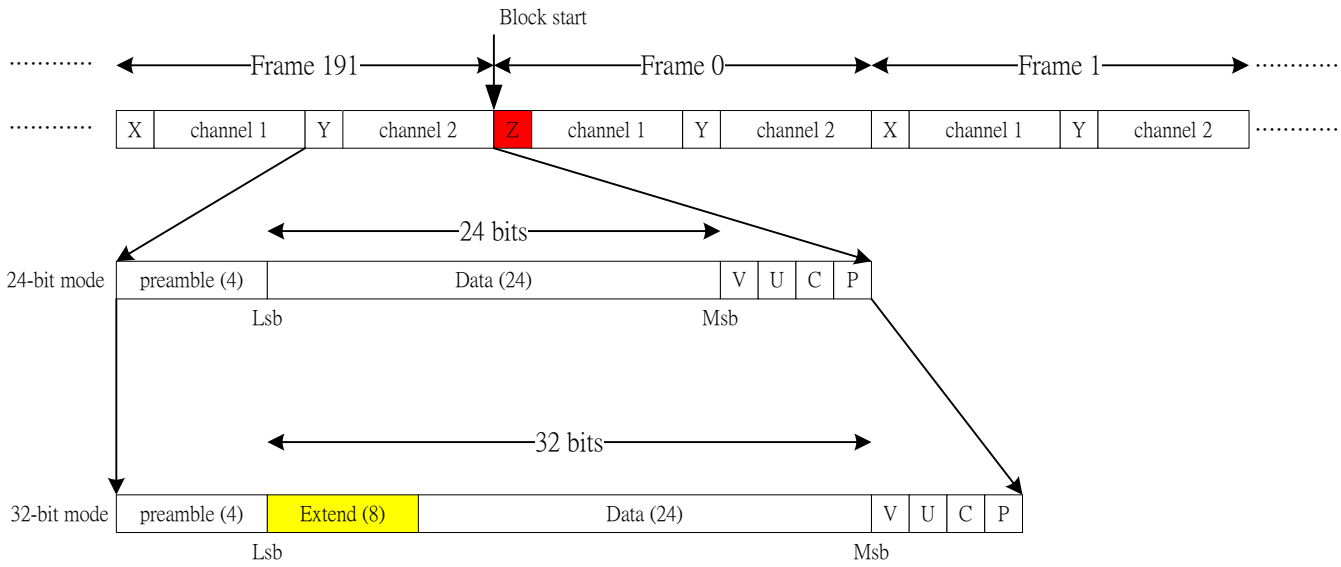 Block start
………… Frame 191 Frame 0 Frame 1 …………
………… X channel 1 Y channel 2 Z channel 1 Y channel 2 X channel 1 Y channel 2 …………
24 bits
24-bit mode preamble (4) Data (24) V U C P
Lsb Msb
32 bits
32-bit mode preamble (4) Extend (8) Data (24) V U C P
Lsb Msb